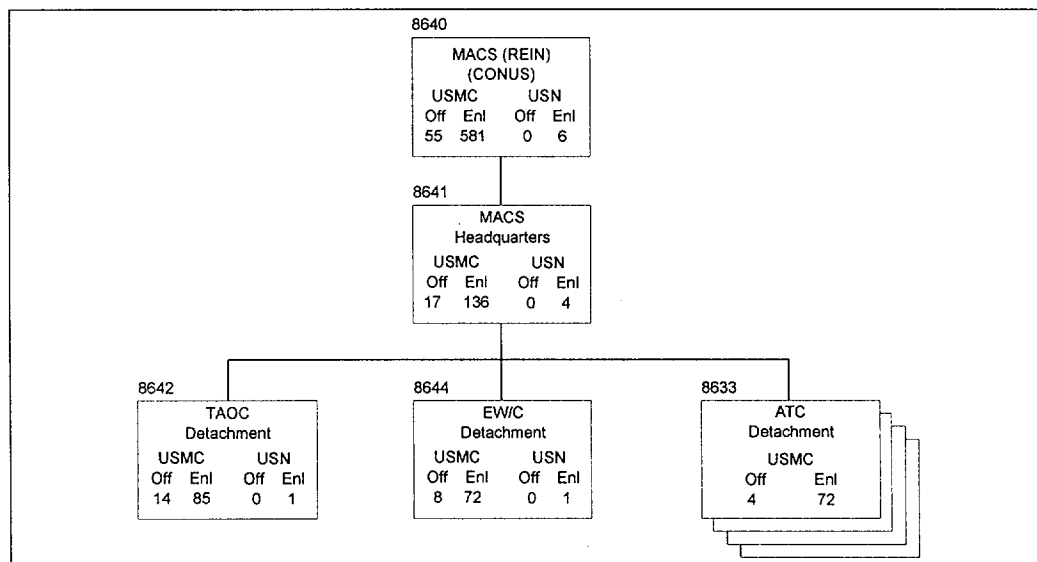 8640
MACS (REIN)
(CONUS)
USMC USN
Off Enl Off Enl
55 581 0 6
8641
MACS
Headquarters
USMC USN
Off Enl Off Enl
17 136 0 4
8642
TAOC
Detachment
USMC USN
Off Enl Off Enl
14 85 0 1
8644
EW/C
Detachment
USMC USN
Off Enl Off Enl
8 72 0 1
8633
ATC
Detachment
USMC
Off Enl
4 72